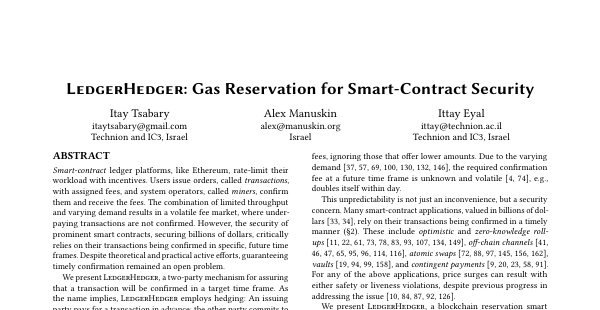 LEDGERHEDGER: Gas Reservation for Smart-Contract Security
Itay Tsabary
itaytsabary@gmail.com
Technion and IC3, Israel
Alex Manuskin
alex@manuskin.org
Israel
Ittay Eyal
ittay@technion.ac.il
Technion and IC3, Israel
ABSTRACT
Smart-contract ledger platforms, like Ethereum, rate-limit their
workload with incentives. Users issue orders, called transactions,
with assigned fees, and system operators, called miners, confirm
them and receive the fees. The combination of limited throughput
and varying demand results in a volatile fee market, where under-
paying transactions are not confirmed. However, the security of
prominent smart contracts, securing billions of dollars, critically
relies on their transactions being confirmed in specific, future time
frames. Despite theoretical and practical active efforts, guaranteeing
timely confirmation remained an open problem.
We present LEDGERHEDGER, a two-party mechanism for assuring
that a transaction will be confirmed in a target time frame. As
the name implies, LEDGERHEDGER employs hedging: An issuing
party pays for a transaction in advance, the other party commits to
fees, ignoring those that offer lower amounts. Due to the varying
demand [37, 57, 69, 100, 130, 132, 146], the required confirmation
fee at a future time frame is unknown and volatile [4, 74], e.g.,
doubles itself within day.
This unpredictability is not just an inconvenience, but a security
concern. Many smart-contract applications, valued in billions of dol-
lars [33, 34], rely on their transactions being confirmed in a timely
manner (§2). These include optimistic and zero-knowledge roll-
ups [11, 22, 61, 73, 78, 83, 93, 107, 134, 149], off-chain channels [41,
46, 47, 65, 95, 96, 114, 116], atomic swaps [72, 88, 97, 145, 156, 162],
vaults [19, 94, 99, 158], and contingent payments [9, 20, 23, 58, 91].
For any of the above applications, price surges can result with
either safety or liveness violations, despite previous progress in
addressing the issue [10, 84, 87, 92, 126].
We present LEDGERHEDGER, a blockchain reservation smart